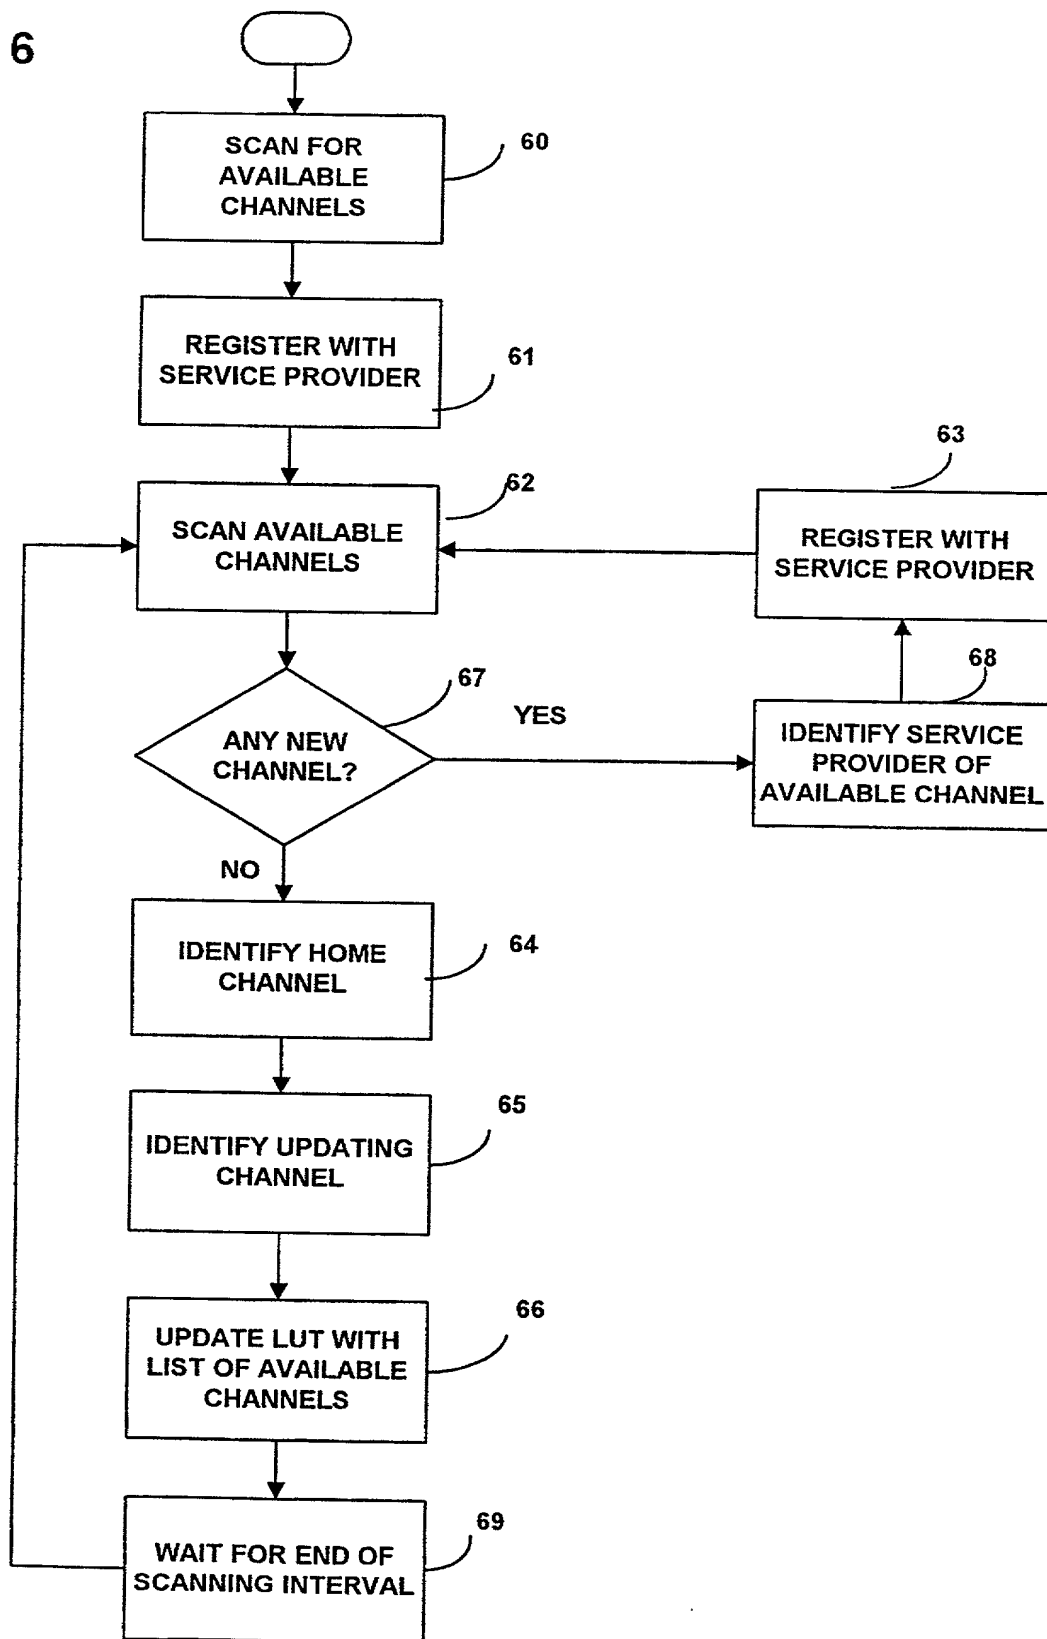 6
SCAN FOR
AVAILABLE
CHANNELS
60
REGISTER WITH
SERVICE PROVIDER
61
SCAN AVAILABLE
CHANNELS
62
REGISTER WITH
SERVICE PROVIDER
63
ANY NEW
CHANNEL?
67
YES
IDENTIFY SERVICE
PROVIDER OF
AVAILABLE CHANNEL
68
NO
IDENTIFY HOME
CHANNEL
64
IDENTIFY UPDATING
CHANNEL
65
UPDATE LUT WITH
LIST OF AVAILABLE
CHANNELS
66
WAIT FOR END OF
SCANNING INTERVAL
69